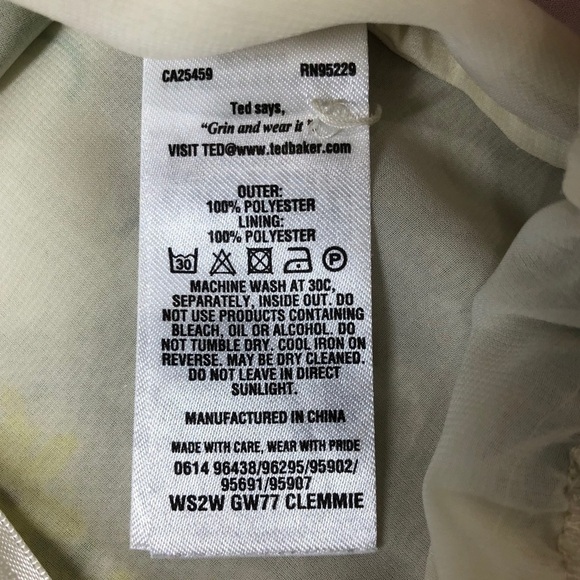 CA25459 RN95229
Ted says,
"Grin and wear it".
VISIT TED@www.tedbaker.com
OUTER:
100% POLYESTER
LINING:
100% POLYESTER
30 P
MACHINE WASH AT 30C,
SEPARATELY, INSIDE OUT. DO
NOT USE PRODUCTS CONTAINING
BLEACH, OIL OR ALCOHOL. DO
NOT TUMBLE DRY. COOL IRON ON
REVERSE. MAY BE DRY CLEANED.
DO NOT LEAVE IN DIRECT
SUNLIGHT.
MANUFACTURED IN CHINA
MADE WITH CARE, WEAR WITH PRIDE
0614 96438/96295/95902/
95691/95907
WS2W GW77 CLEMMIE